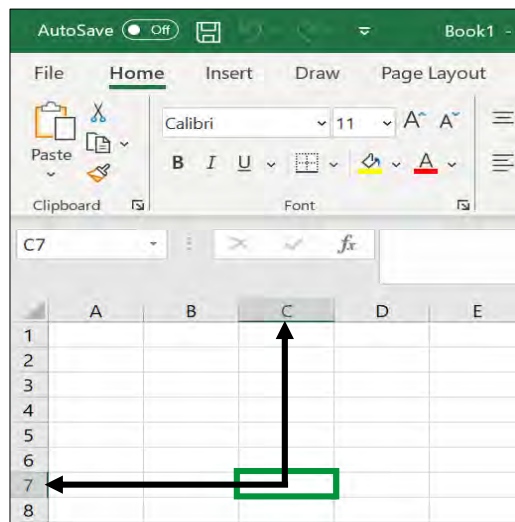 AutoSave Off Book1 -
File Home Insert Draw Page Layout
Calibri 11 A^ Aˇ
Paste B I U A
Clipboard Font
C7 fx
A B C D E
1
2
3
4
5
6
7
8